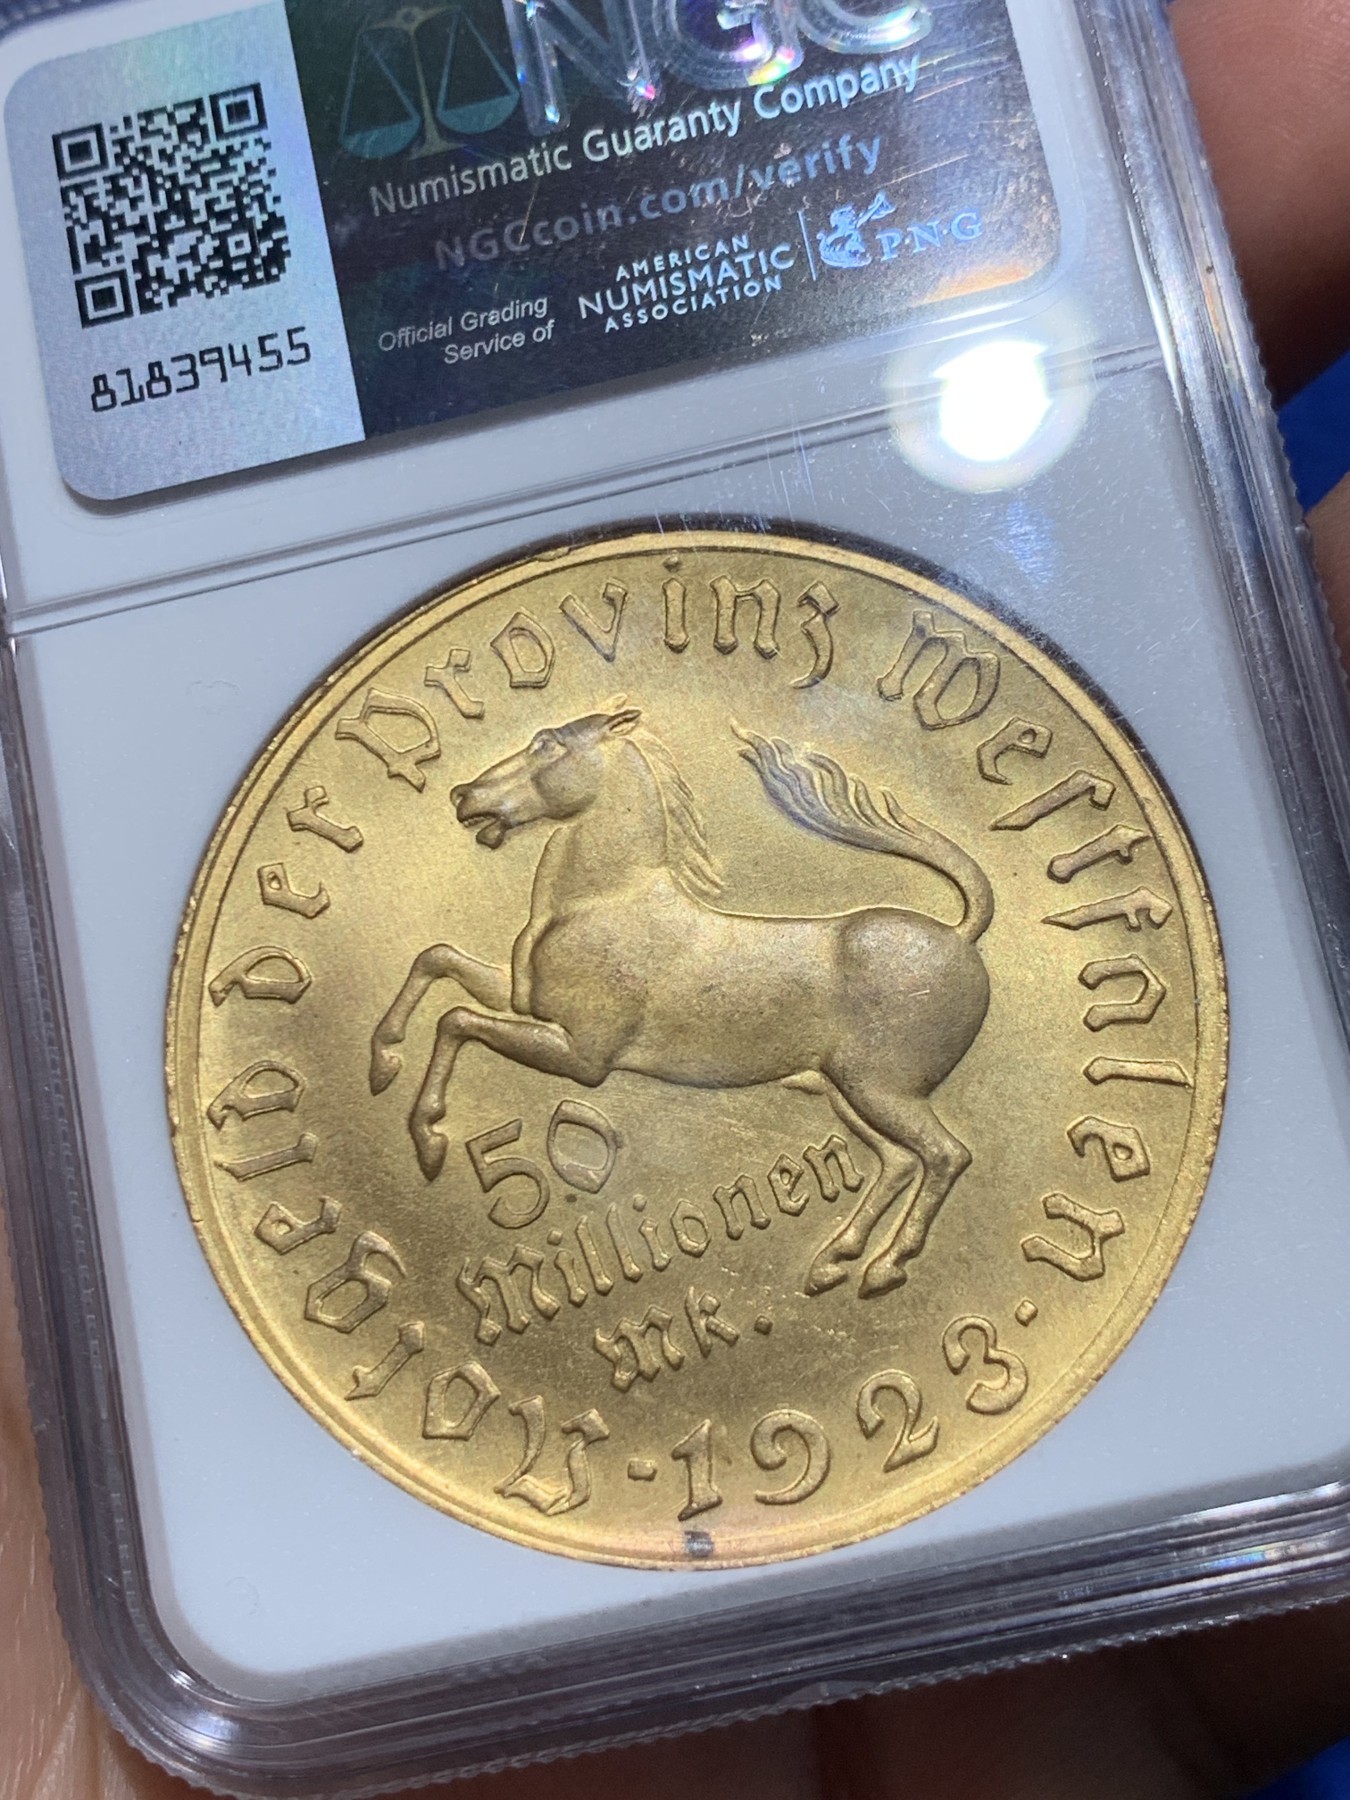 NGC
Numismatic Guaranty Company
NGCcoin.com/verify
Official Grading
Service of
AMERICAN
NUMISMATIC
ASSOCIATION
P·N·G
81839455
Notgeld der Provinz Westfalen
50
Millionen
Mk.
· 1923 ·